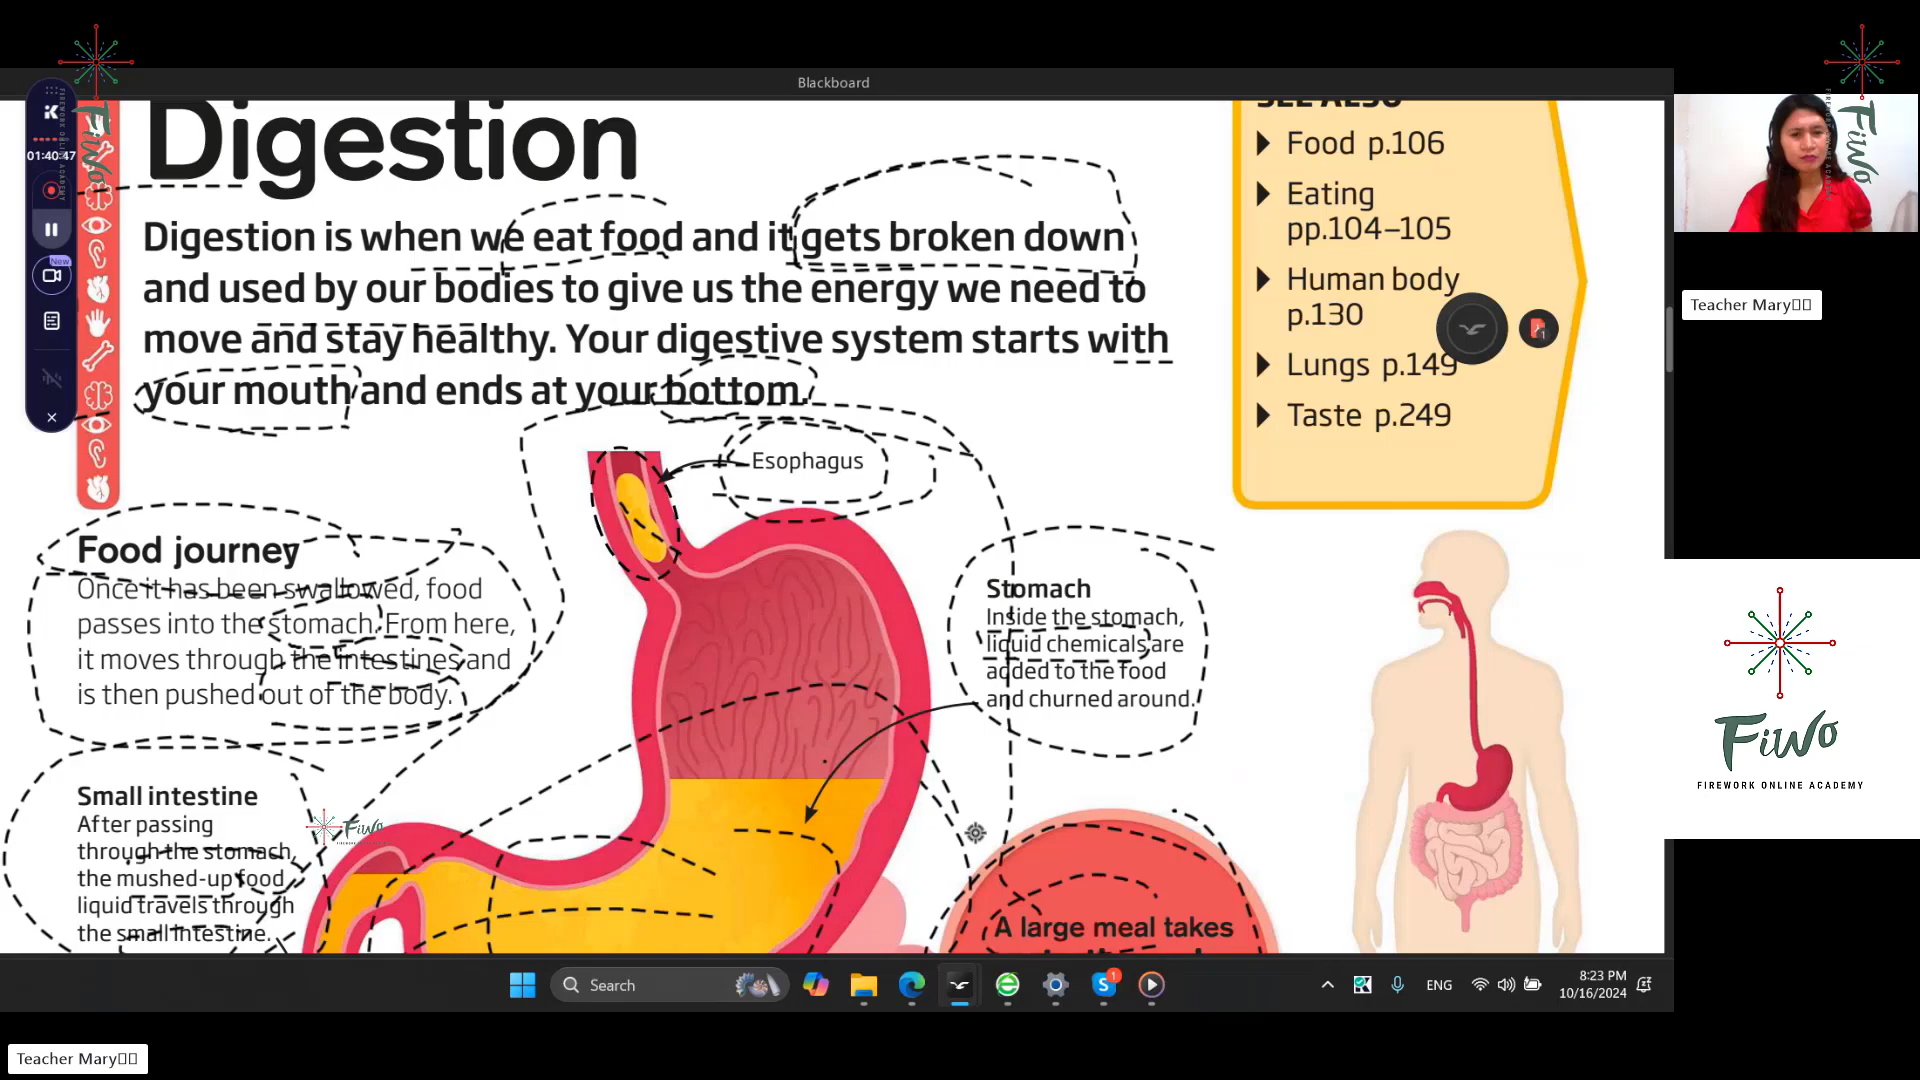 Blackboard
Digestion
Digestion is when we eat food and it gets broken down
and used by our bodies to give us the energy we need to
move and stay healthy. Your digestive system starts with
your mouth and ends at your bottom.
SEE ALSO
Food p.106
Eating
pp.104–105
Human body
p.130
Lungs p.149
Taste p.249
Esophagus
Food journey
Once it has been swallowed, food
passes into the stomach. From here,
it moves through the intestines and
is then pushed out of the body.
Stomach
Inside the stomach,
liquid chemicals are
added to the food
and churned around.
Small intestine
After passing
through the stomach,
the mushed-up food
liquid travels through
the small intestine.
A large meal takes
01:40:47
New
Teacher Mary
FiWo
FIREWORK ONLINE ACADEMY
FiWo
FiWo
FiWo
Search
1
ENG
8:23 PM
10/16/2024
Teacher Mary